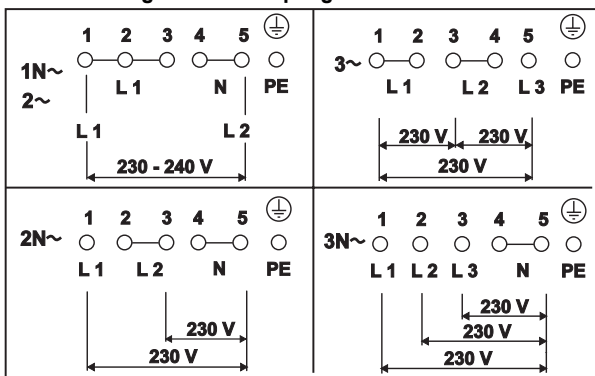 1 2 3 4 5
1N~
L 1 N PE
2~
L 1 L 2
230 - 240 V
1 2 3 4 5
3~
L 1 L 2 L 3 PE
230 V 230 V
230 V
1 2 3 4 5
2N~
L 1 L 2 N PE
230 V
230 V
1 2 3 4 5
3N~
L 1 L 2 L 3 N PE
230 V
230 V
230 V